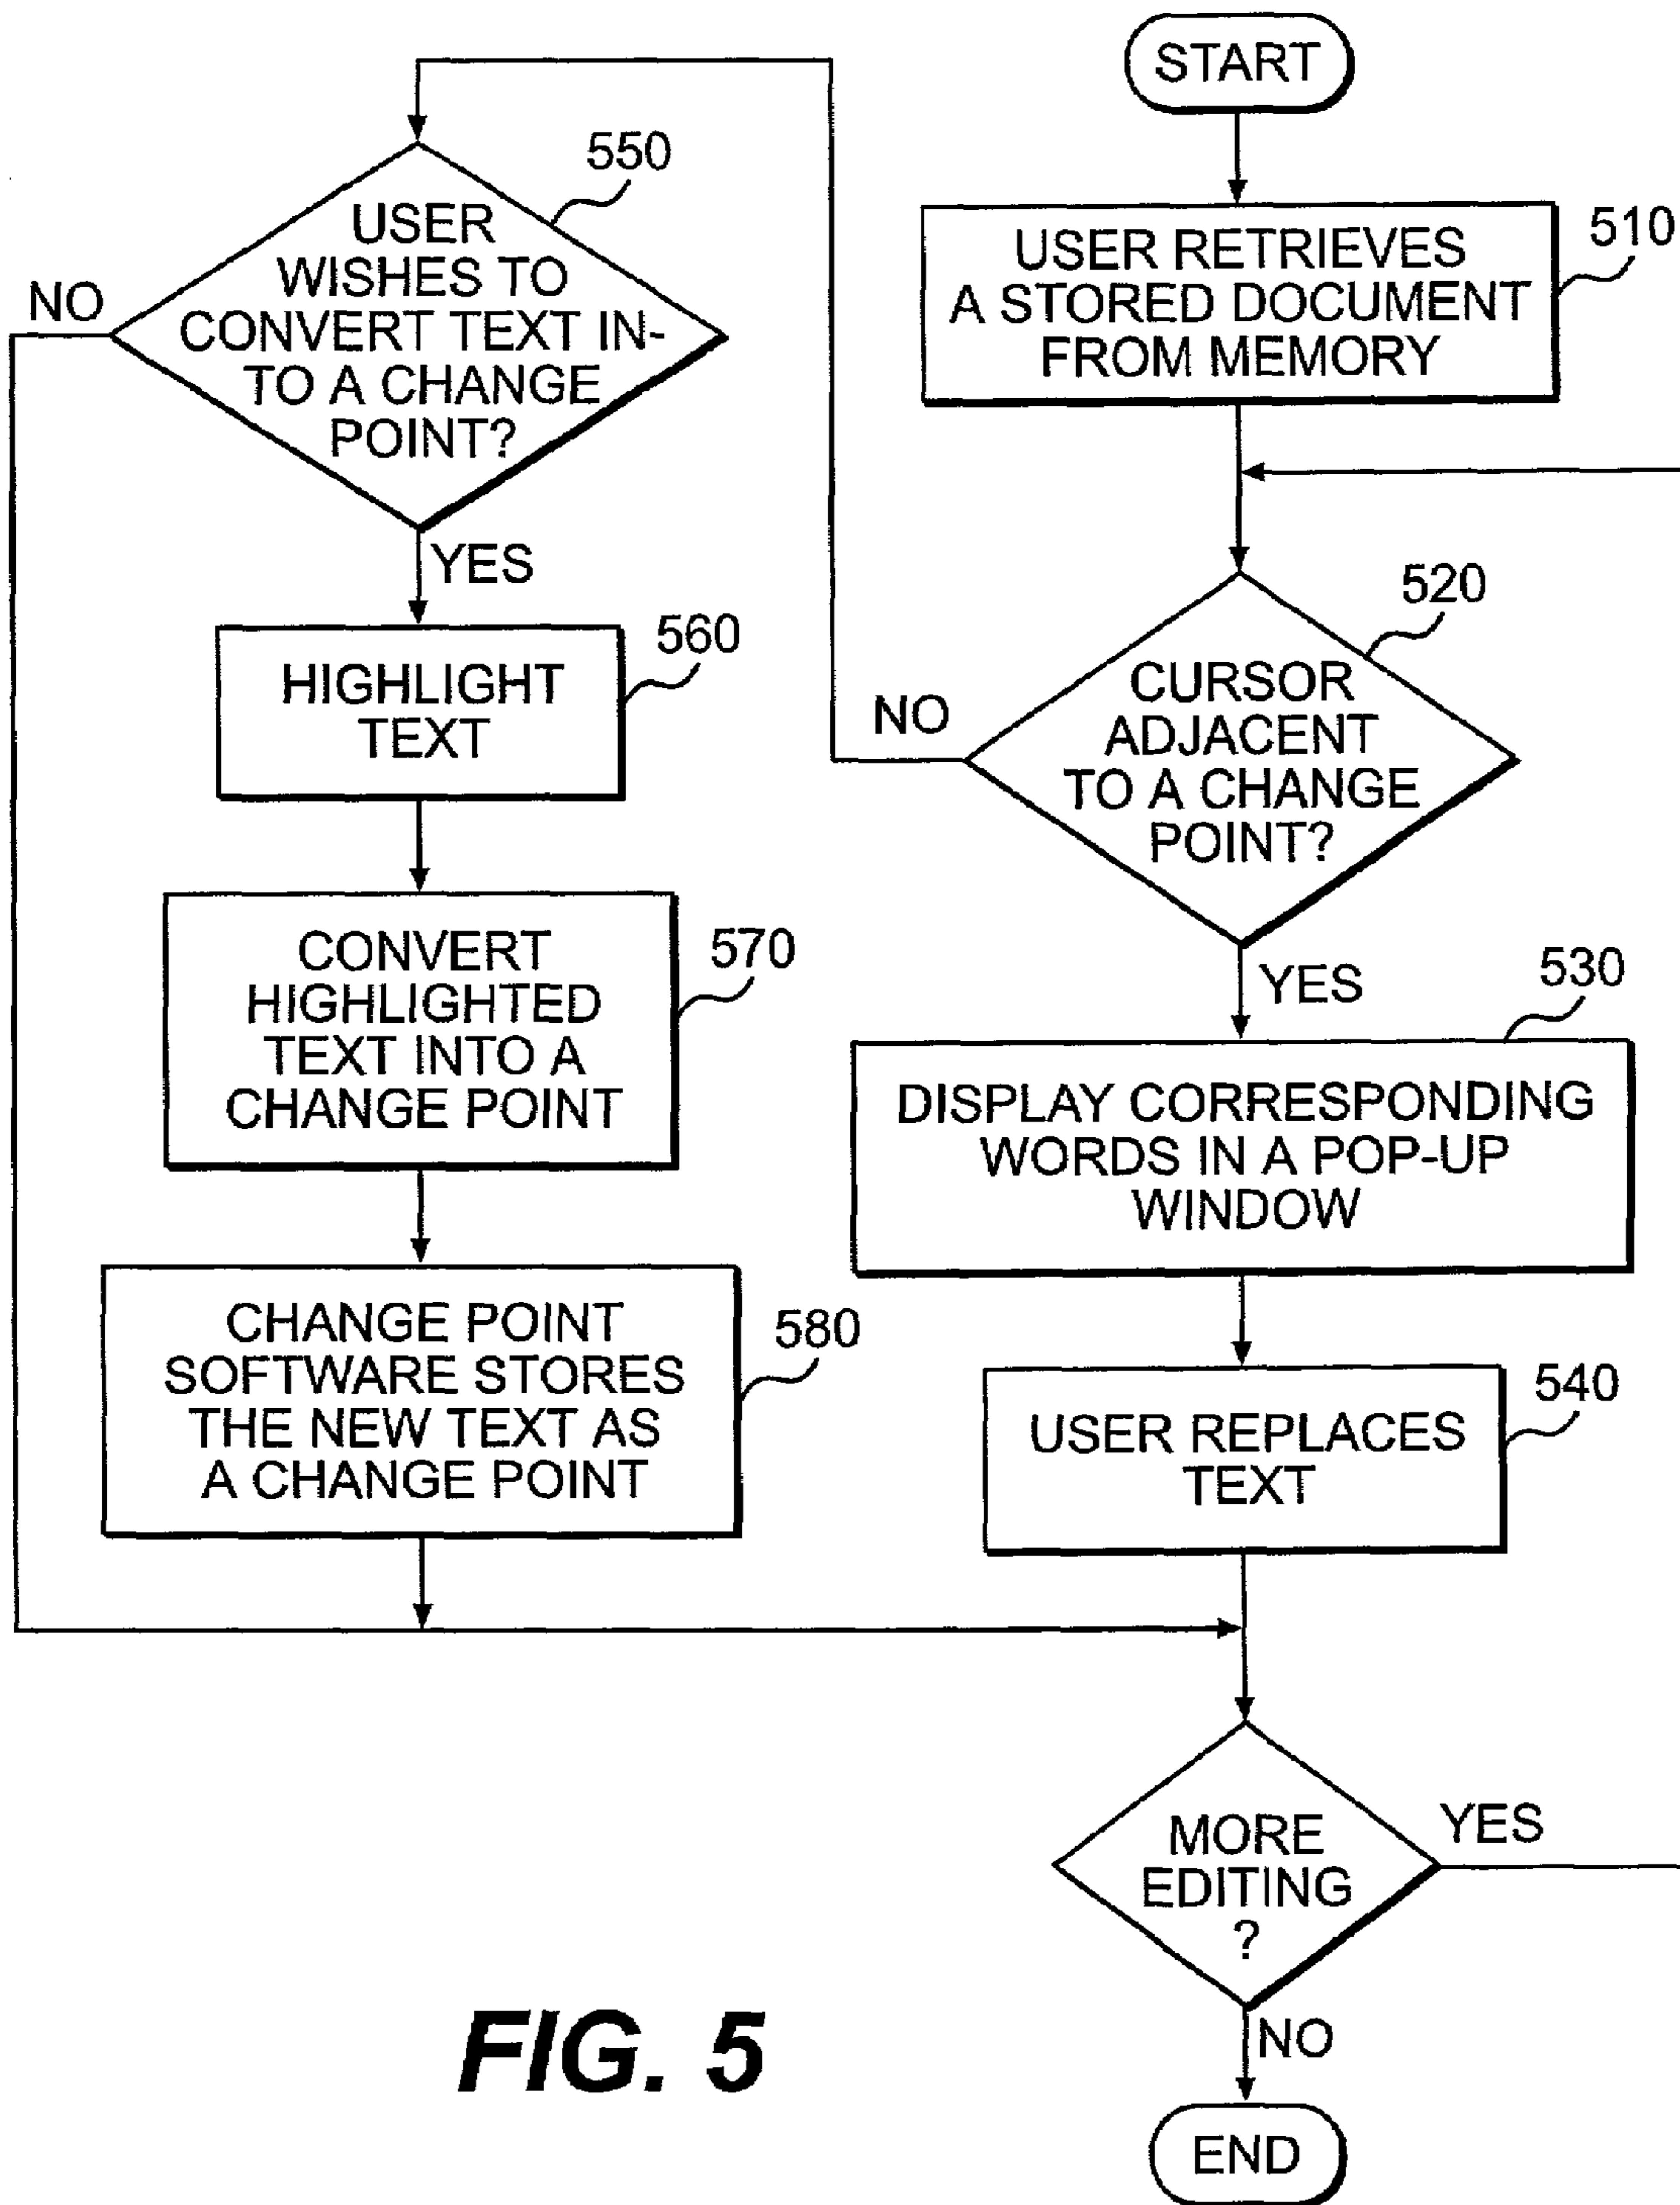 START
510
USER RETRIEVES
A STORED DOCUMENT
FROM MEMORY
520
CURSOR
ADJACENT
TO A CHANGE
POINT?
NO
YES
530
DISPLAY CORRESPONDING
WORDS IN A POP-UP
WINDOW
540
USER REPLACES
TEXT
550
USER
WISHES TO
CONVERT TEXT IN-
TO A CHANGE
POINT?
NO
YES
560
HIGHLIGHT
TEXT
570
CONVERT
HIGHLIGHTED
TEXT INTO A
CHANGE POINT
580
CHANGE POINT
SOFTWARE STORES
THE NEW TEXT AS
A CHANGE POINT
MORE
EDITING
?
YES
NO
END
FIG. 5